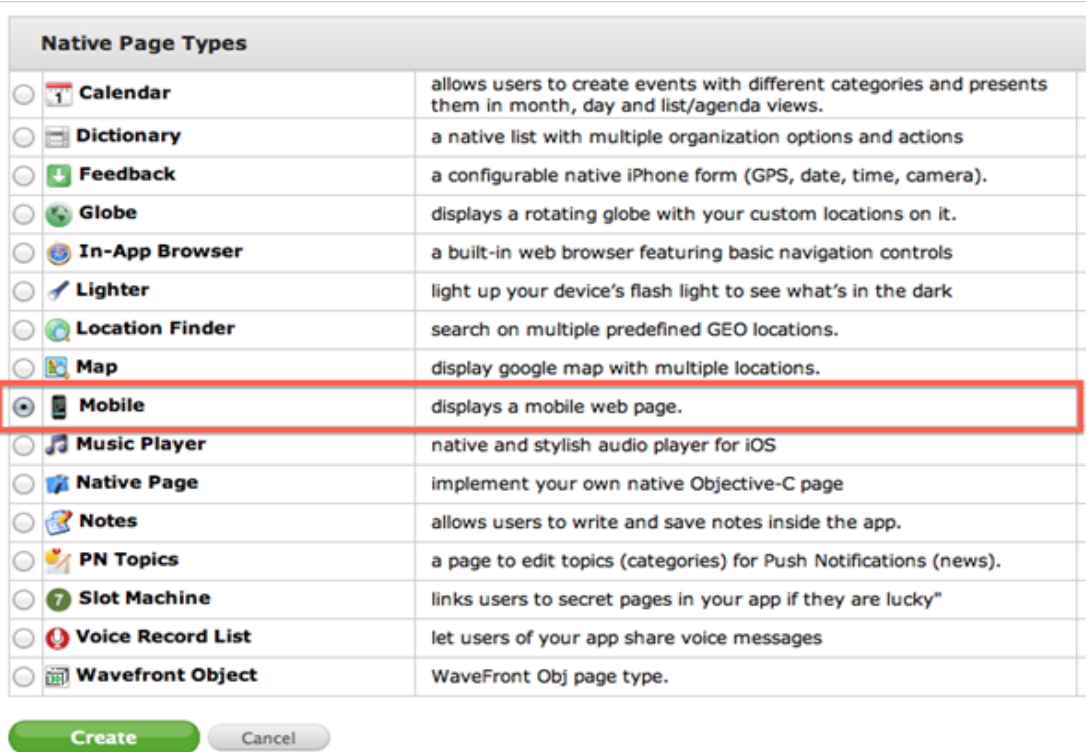 Native Page Types
1 Calendar allows users to create events with different categories and presents
them in month, day and list/agenda views.
Dictionary a native list with multiple organization options and actions
Feedback a configurable native iPhone form (GPS, date, time, camera).
Globe displays a rotating globe with your custom locations on it.
In-App Browser a built-in web browser featuring basic navigation controls
Lighter light up your device's flash light to see what's in the dark
Location Finder search on multiple predefined GEO locations.
Map display google map with multiple locations.
Mobile displays a mobile web page.
Music Player native and stylish audio player for iOS
Native Page implement your own native Objective-C page
Notes allows users to write and save notes inside the app.
PN Topics a page to edit topics (categories) for Push Notifications (news).
7 Slot Machine links users to secret pages in your app if they are lucky"
Voice Record List let users of your app share voice messages
Wavefront Object WaveFront Obj page type.
Create Cancel